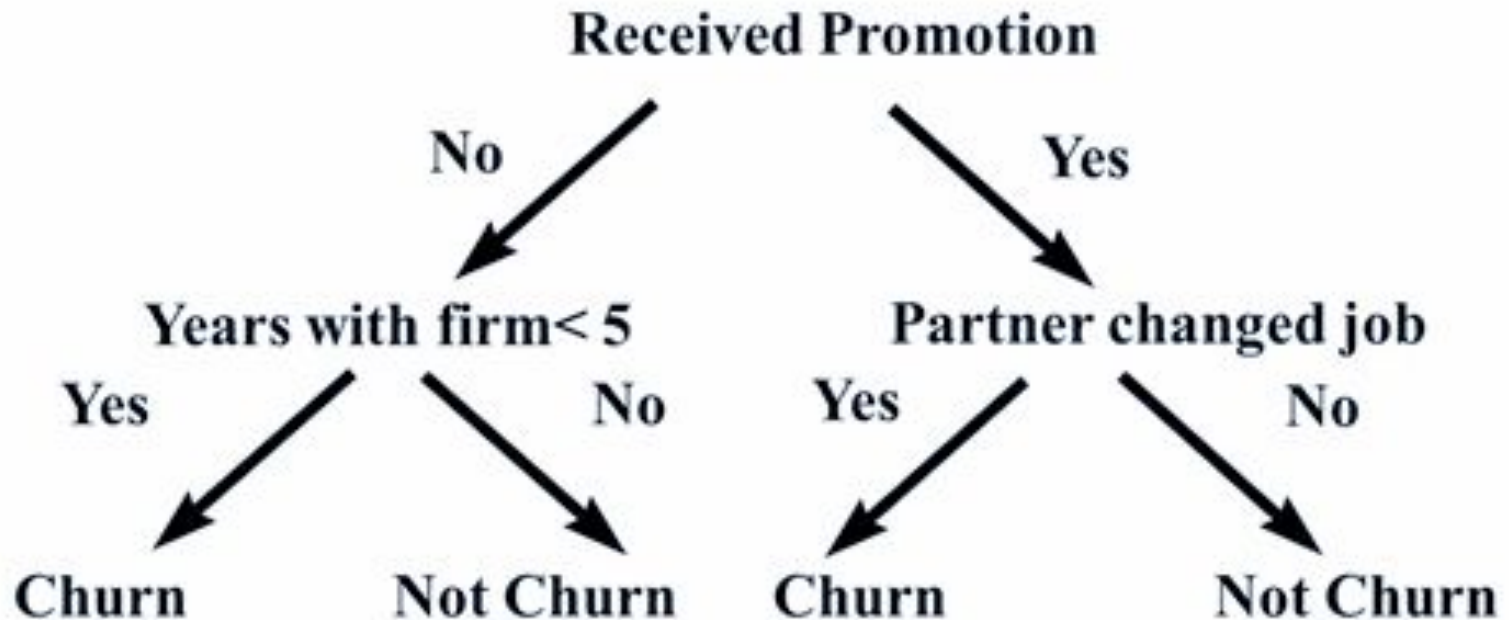 Received Promotion
No
Yes
Years with firm< 5
Partner changed job
Yes
No
Yes
No
Churn
Not Churn
Churn
Not Churn